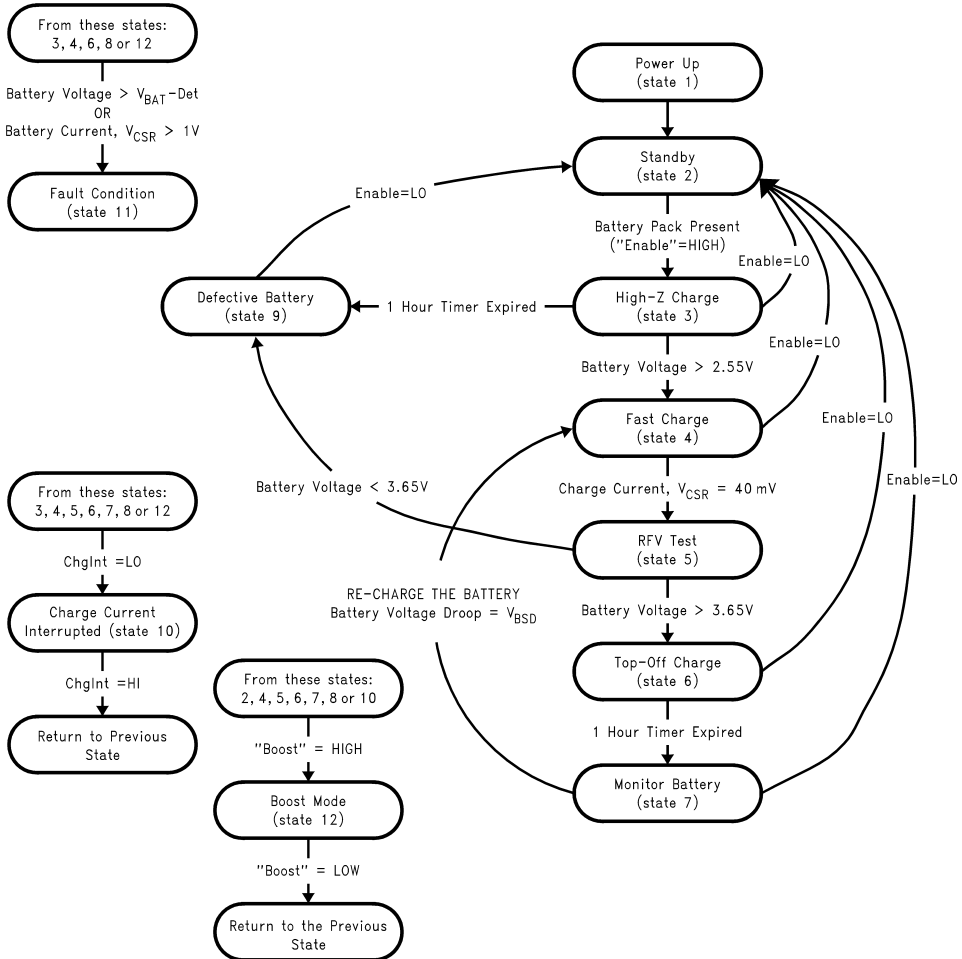 From these states:
3, 4, 6, 8 or 12
Battery Voltage > VBAT-Det
OR
Battery Current, VCSR > 1V
Fault Condition
(state 11)
Power Up
(state 1)
Standby
(state 2)
Enable=LO
Battery Pack Present
("Enable"=HIGH)
Enable=LO
Defective Battery
(state 9)
1 Hour Timer Expired
High-Z Charge
(state 3)
Enable=LO
Battery Voltage > 2.55V
Fast Charge
(state 4)
Enable=LO
Enable=LO
Battery Voltage < 3.65V
Charge Current, VCSR = 40 mV
RFV Test
(state 5)
From these states:
3, 4, 5, 6, 7, 8 or 12
ChgInt =LO
Charge Current
Interrupted (state 10)
ChgInt =HI
Return to Previous
State
RE-CHARGE THE BATTERY
Battery Voltage Droop = VBSD
Battery Voltage > 3.65V
Top-Off Charge
(state 6)
1 Hour Timer Expired
Monitor Battery
(state 7)
From these states:
2, 4, 5, 6, 7, 8 or 10
"Boost" = HIGH
Boost Mode
(state 12)
"Boost" = LOW
Return to the Previous
State